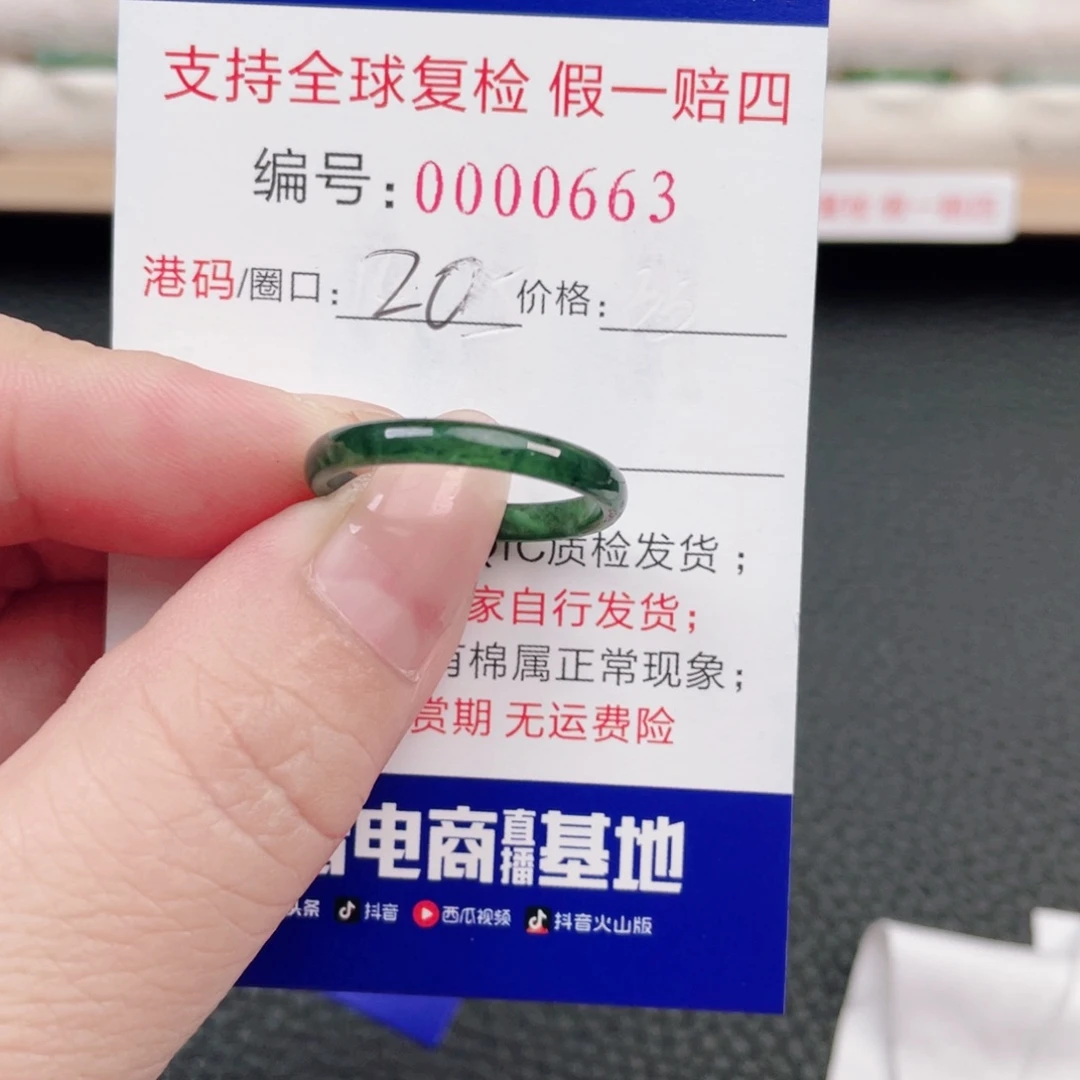 支持全球复检 假一赔四
编号:0000663
港码/圈口: 20 价格:
IC质检发货;
家自行发货;
有棉属正常现象;
赏期 无运费险
电商直播基地
头条 抖音 西瓜视频 抖音火山版